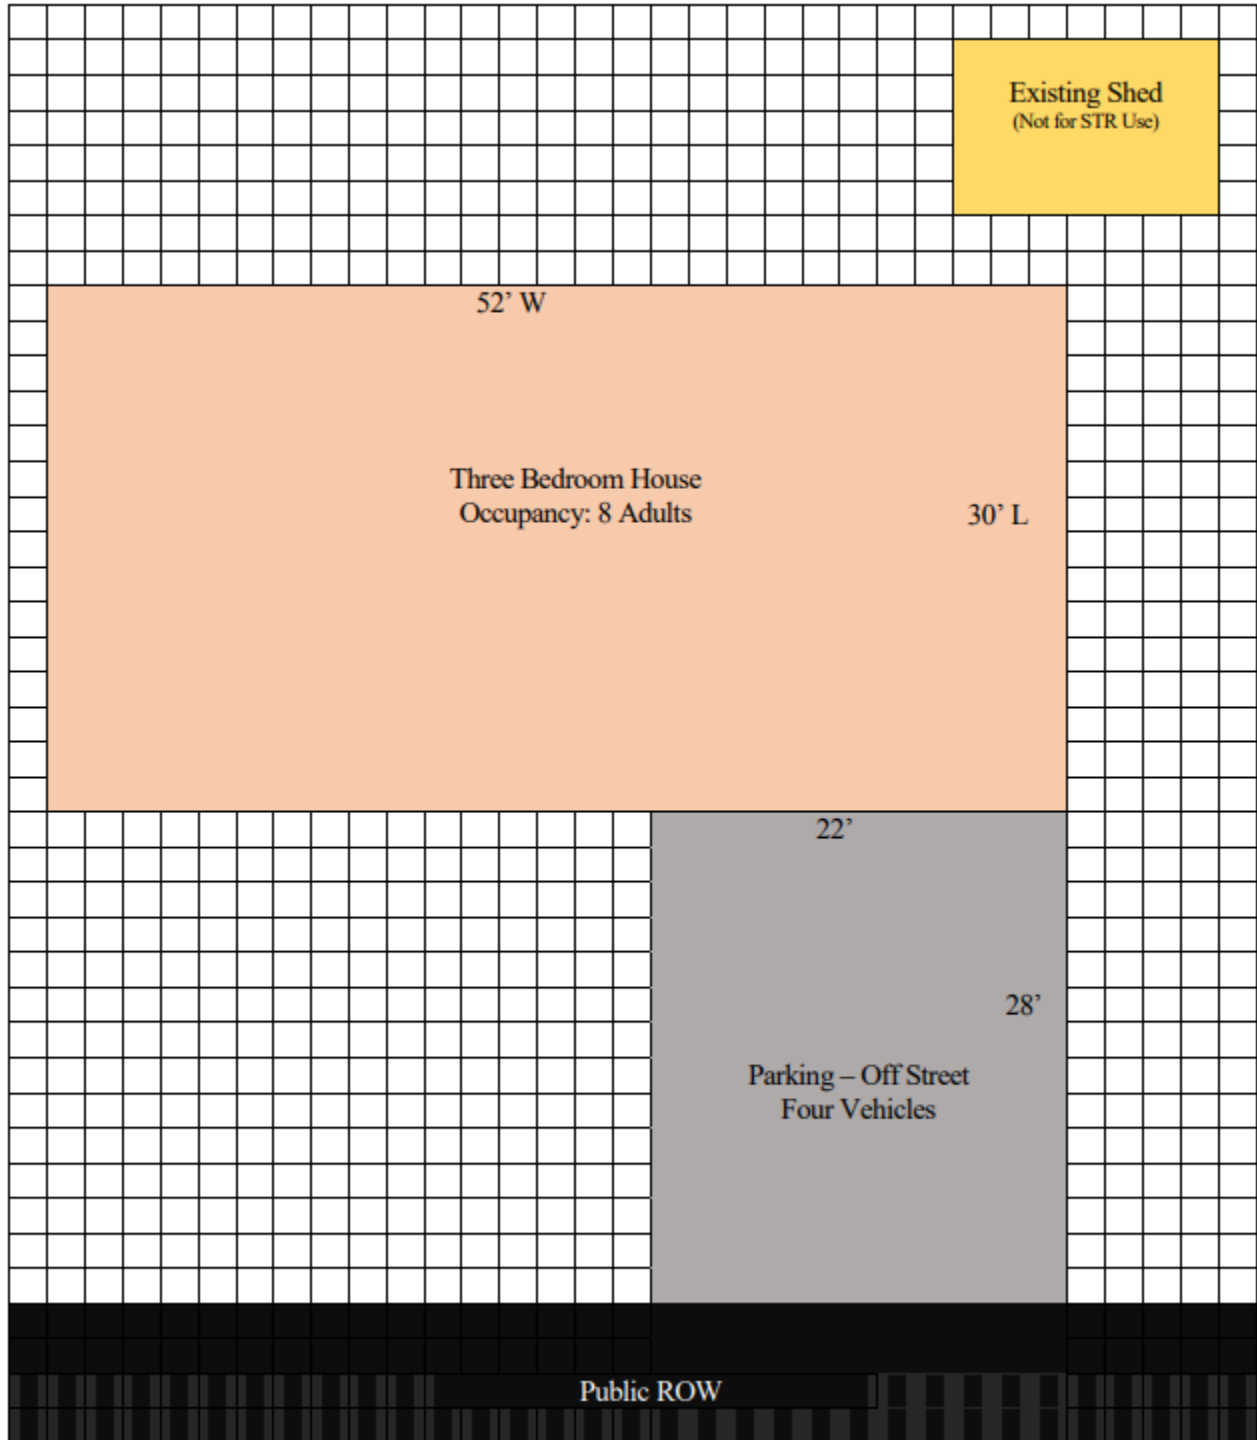 Existing Shed
(Not for STR Use)
52’ W
Three Bedroom House
Occupancy: 8 Adults
30’ L
22’
28’
Parking – Off Street
Four Vehicles
Public ROW